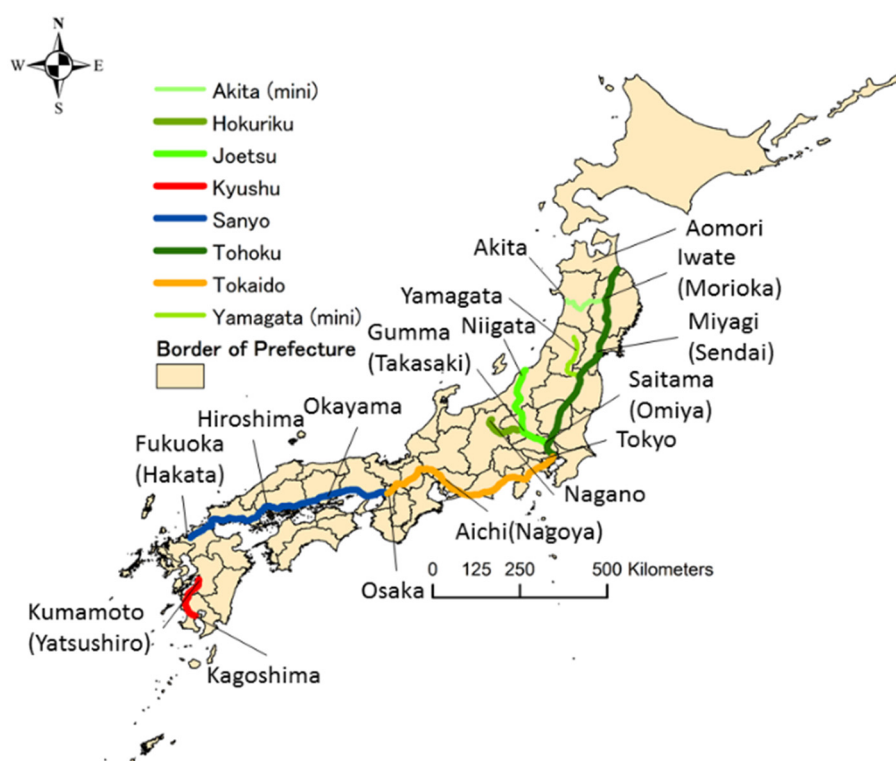 N
W E
S
Akita (mini)
Hokuriku
Joetsu
Kyushu
Sanyo
Tohoku
Tokaido
Yamagata (mini)
Border of Prefecture
Aomori
Iwate
(Morioka)
Akita
Yamagata
Miyagi
(Sendai)
Gumma
(Takasaki)
Niigata
Saitama
(Omiya)
Tokyo
Nagano
Okayama
Hiroshima
Fukuoka
(Hakata)
Aichi(Nagoya)
Osaka
0 125 250 500 Kilometers
Kumamoto
(Yatsushiro)
Kagoshima